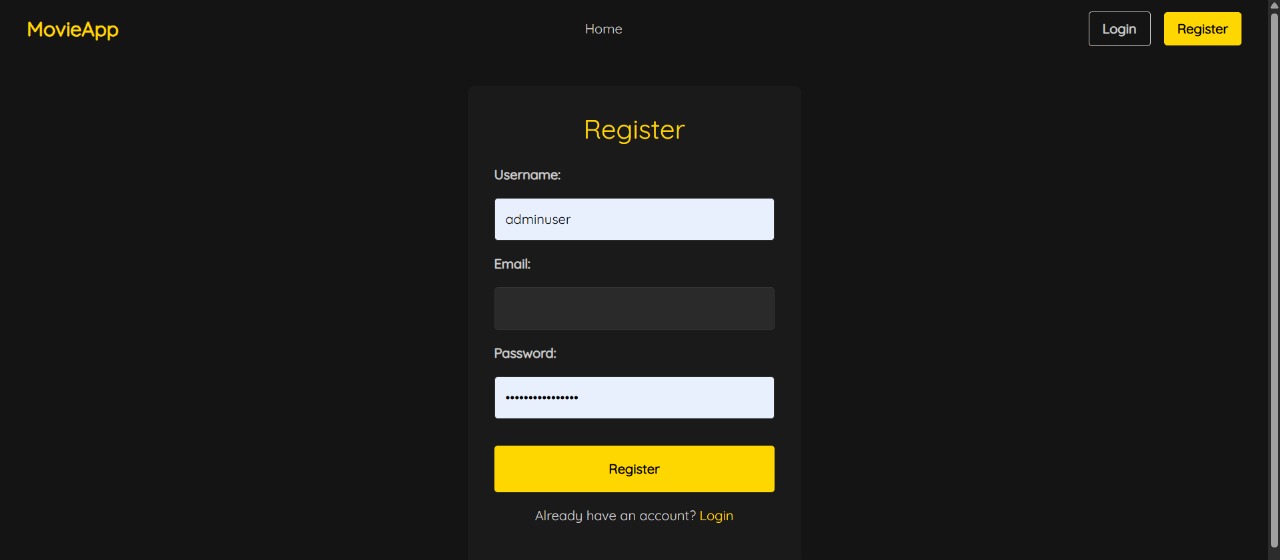 MovieApp
Home
Login
Register
Register
Username:
adminuser
Email:
Password:
••••••••••••••••
Register
Already have an account? Login